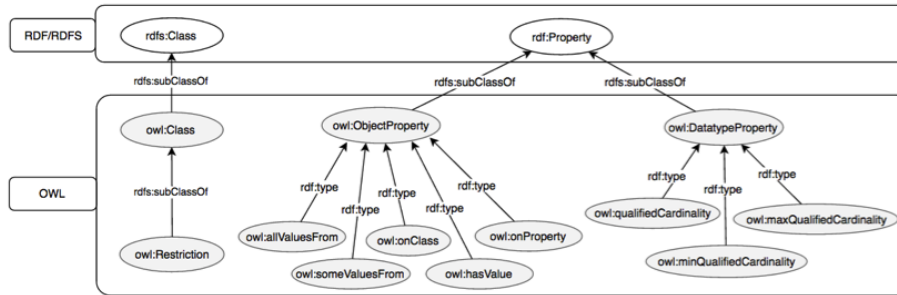 RDF/RDFS
rdfs:Class
rdf:Property
rdfs:subClassOf
rdfs:subClassOf
rdfs:subClassOf
owl:Class
owl:ObjectProperty
owl:DatatypeProperty
OWL
rdfs:subClassOf
rdf:type
rdf:type
rdf:type
rdf:type
rdf:type
rdf:type
rdf:type
rdf:type
owl:Restriction
owl:allValuesFrom
owl:someValuesFrom
owl:onClass
owl:hasValue
owl:onProperty
owl:qualifiedCardinality
owl:minQualifiedCardinality
owl:maxQualifiedCardinality